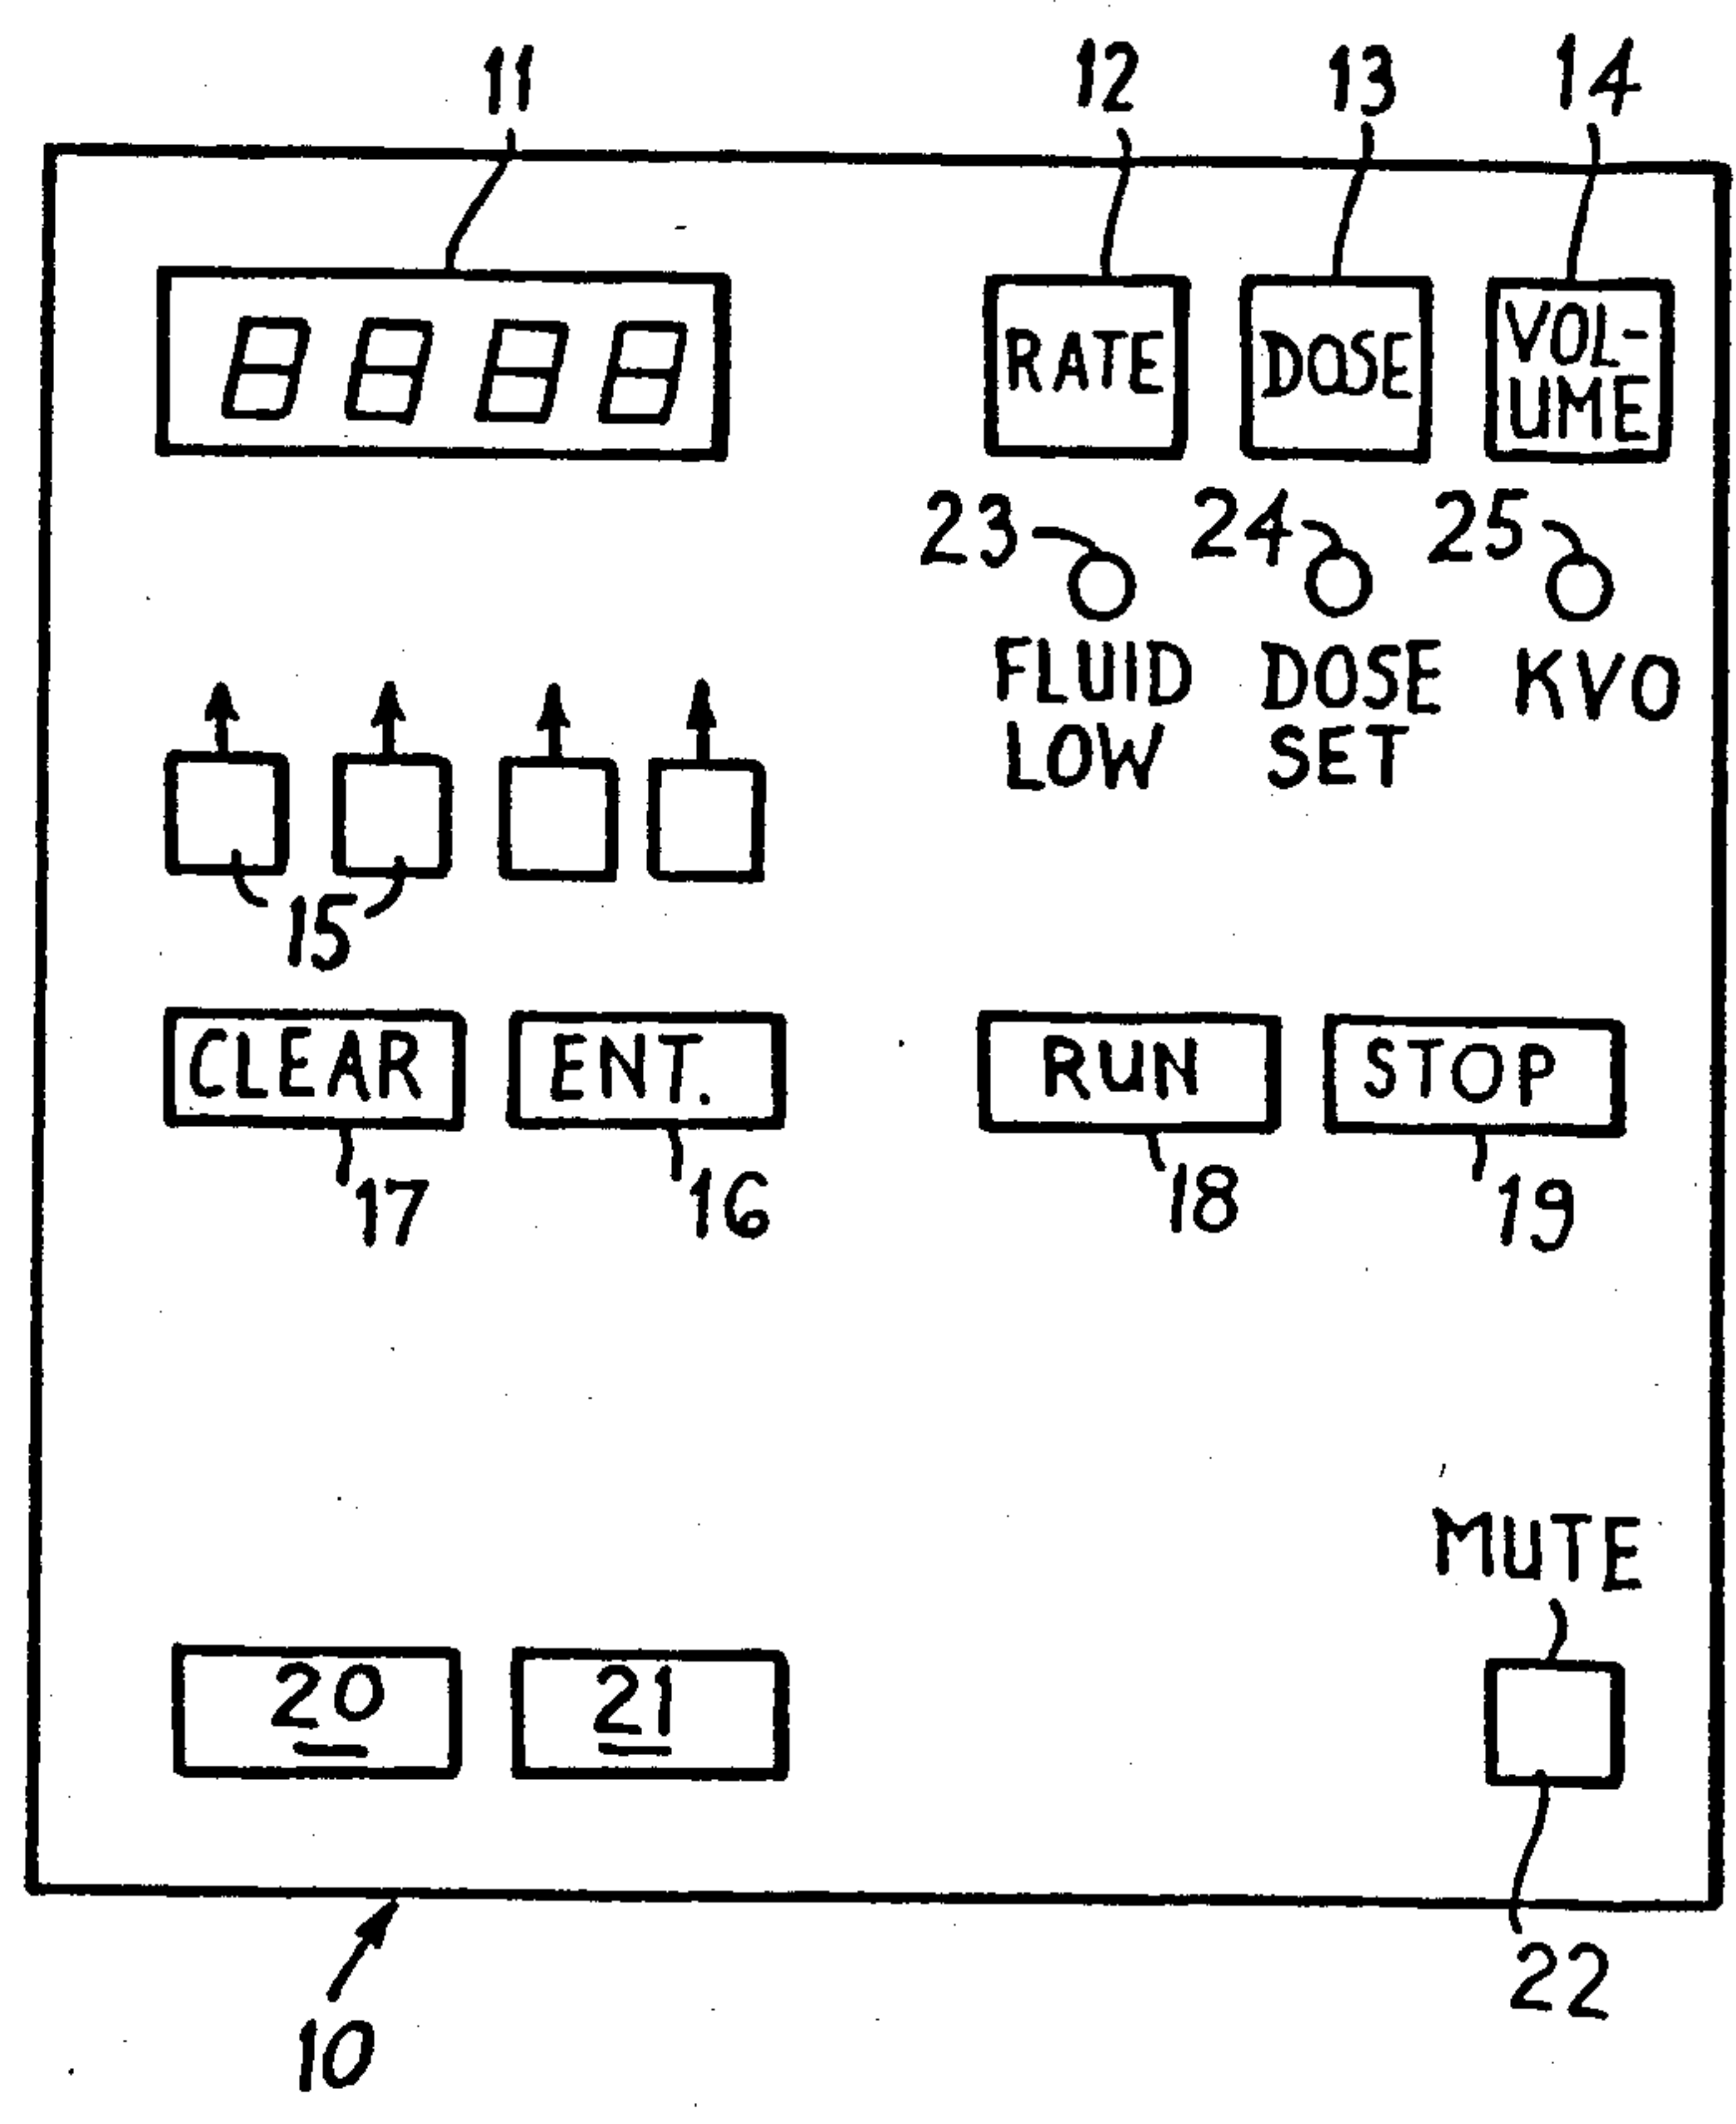 11 12 13 14
8888
RATE DOSE VOL-
UME
23 24 25
FLUID DOSE KVO
LOW SET
15
CLEAR ENT. RUN STOP
17 16 18 19
MUTE
20 21
22
10